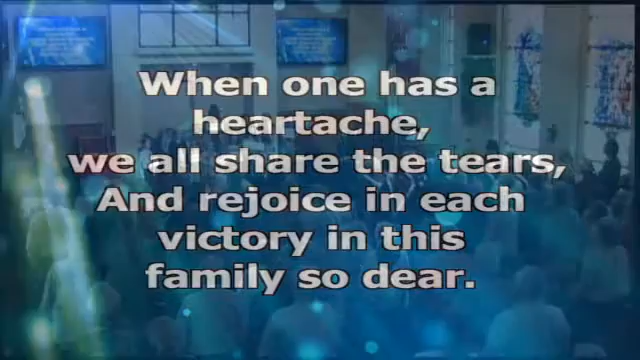 When one has a
heartache,
we all share the tears,
And rejoice in each
victory in this
family so dear.